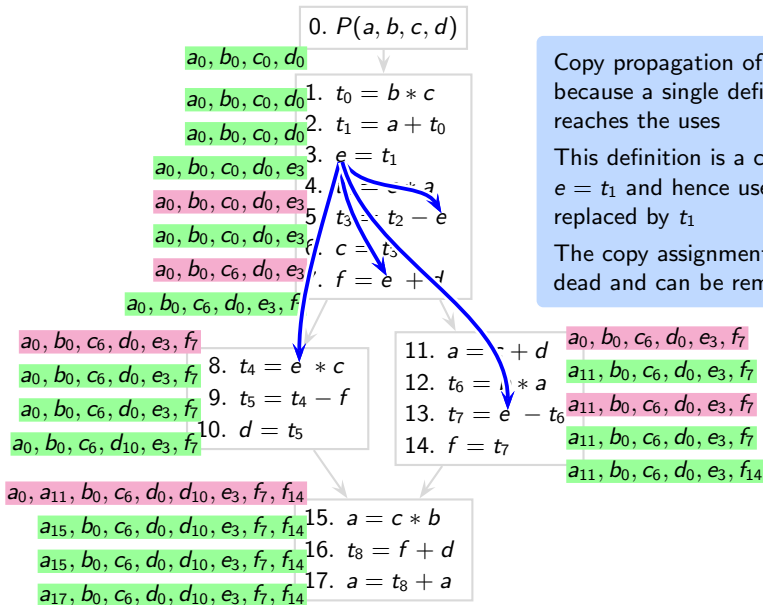 0. P(a, b, c, d)
a₀, b₀, c₀, d₀
a₀, b₀, c₀, d₀
1. t₀ = b ∗ c
a₀, b₀, c₀, d₀
2. t₁ = a + t₀
a₀, b₀, c₀, d₀, e₃
3. e = t₁
a₀, b₀, c₀, d₀, e₃
4. ∗ a
a₀, b₀, c₀, d₀, e₃
5. t₃ = t₂ − e
a₀, b₀, c₆, d₀, e₃
6. c = t₃
a₀, b₀, c₆, d₀, e₃, f
7. f = e + d
Copy propagation of
because a single defi
reaches the uses
This definition is a c
e = t₁ and hence use
replaced by t₁
The copy assignment
dead and can be rem
a₀, b₀, c₆, d₀, e₃, f₇
8. t₄ = e ∗ c
a₀, b₀, c₆, d₀, e₃, f₇
9. t₅ = t₄ − f
a₀, b₀, c₆, d₀, e₃, f₇
10. d = t₅
a₀, b₀, c₆, d₁₀, e₃, f₇
11. a = c + d
a₀, b₀, c₆, d₀, e₃, f₇
12. t₆ = b ∗ a
a₁₁, b₀, c₆, d₀, e₃, f₇
13. t₇ = e − t₆
a₁₁, b₀, c₆, d₀, e₃, f₇
14. f = t₇
a₁₁, b₀, c₆, d₀, e₃, f₇
a₁₁, b₀, c₆, d₀, e₃, f₁₄
a₀, a₁₁, b₀, c₆, d₀, d₁₀, e₃, f₇, f₁₄
15. a = c ∗ b
a₁₅, b₀, c₆, d₀, d₁₀, e₃, f₇, f₁₄
16. t₈ = f + d
a₁₅, b₀, c₆, d₀, d₁₀, e₃, f₇, f₁₄
17. a = t₈ + a
a₁₇, b₀, c₆, d₀, d₁₀, e₃, f₇, f₁₄